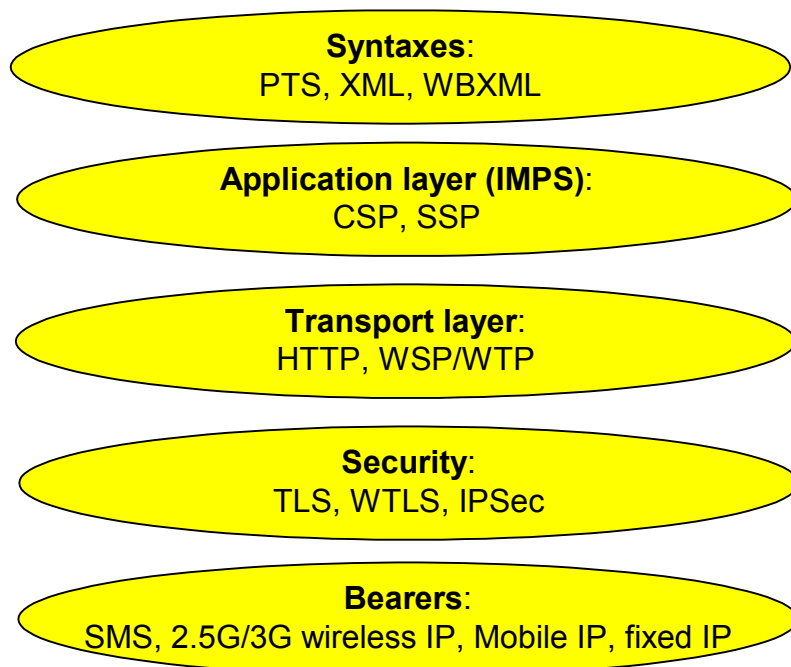 Syntaxes:
PTS, XML, WBXML
Application layer (IMPS):
CSP, SSP
Transport layer:
HTTP, WSP/WTP
Security:
TLS, WTLS, IPSec
Bearers:
SMS, 2.5G/3G wireless IP, Mobile IP, fixed IP